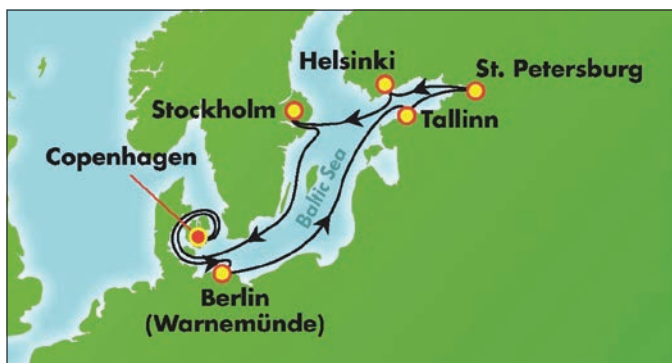 Helsinki
St. Petersburg
Stockholm
Tallinn
Copenhagen
Baltic Sea
Berlin
(Warnemünde)